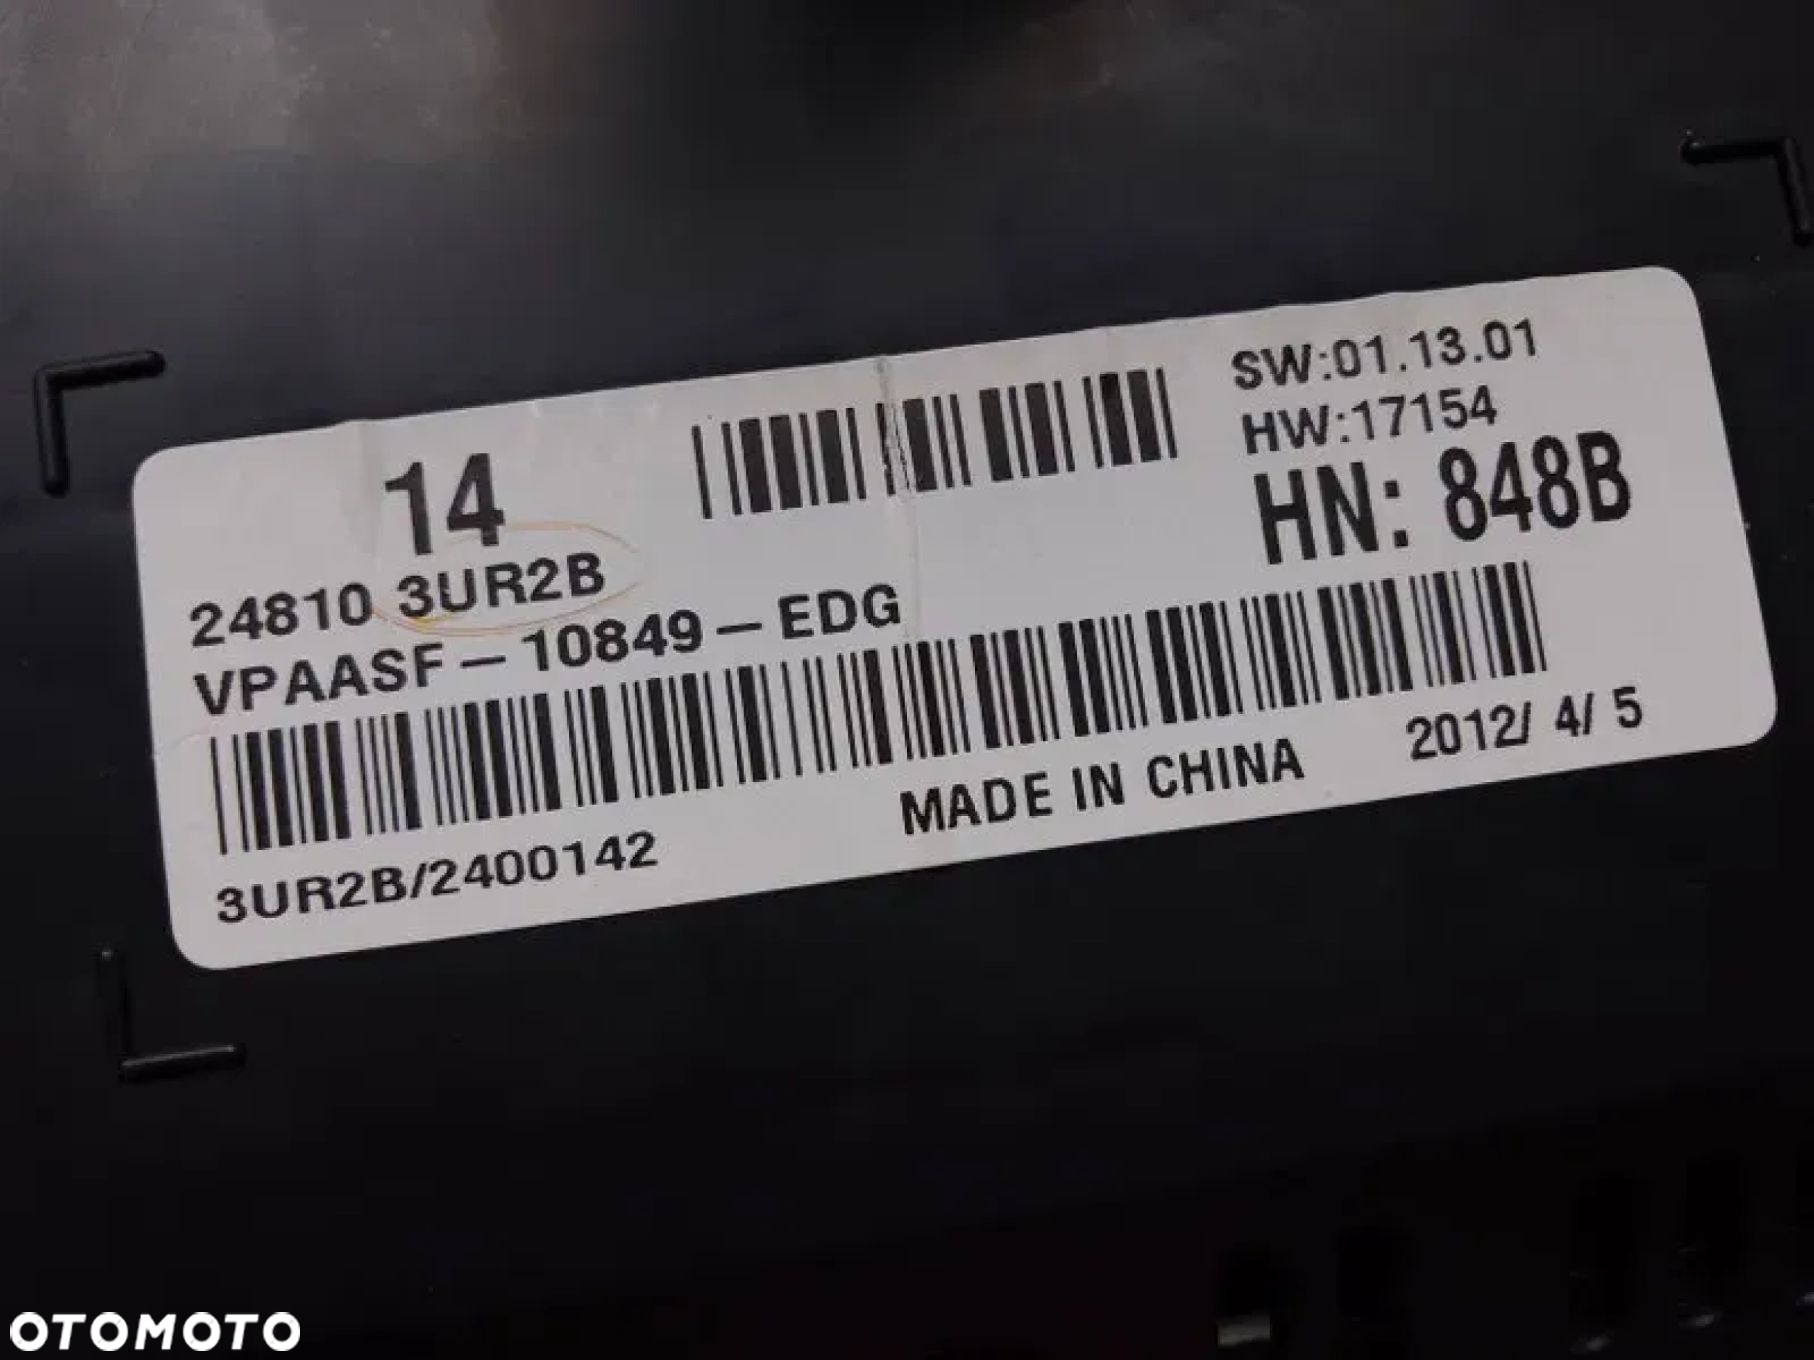 14
SW:01.13.01
HW:17154
HN: 848B
24810 3UR2B
VPAASF-10849-EDG
3UR2B/2400142
MADE IN CHINA
2012/ 4/ 5
OTOMOTO